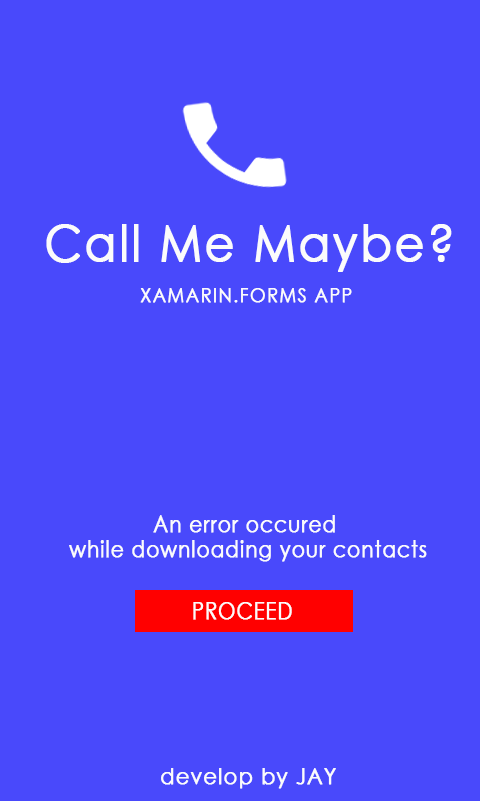 Call Me Maybe?
XAMARIN.FORMS APP
An error occured
while downloading your contacts
PROCEED
develop by JAY